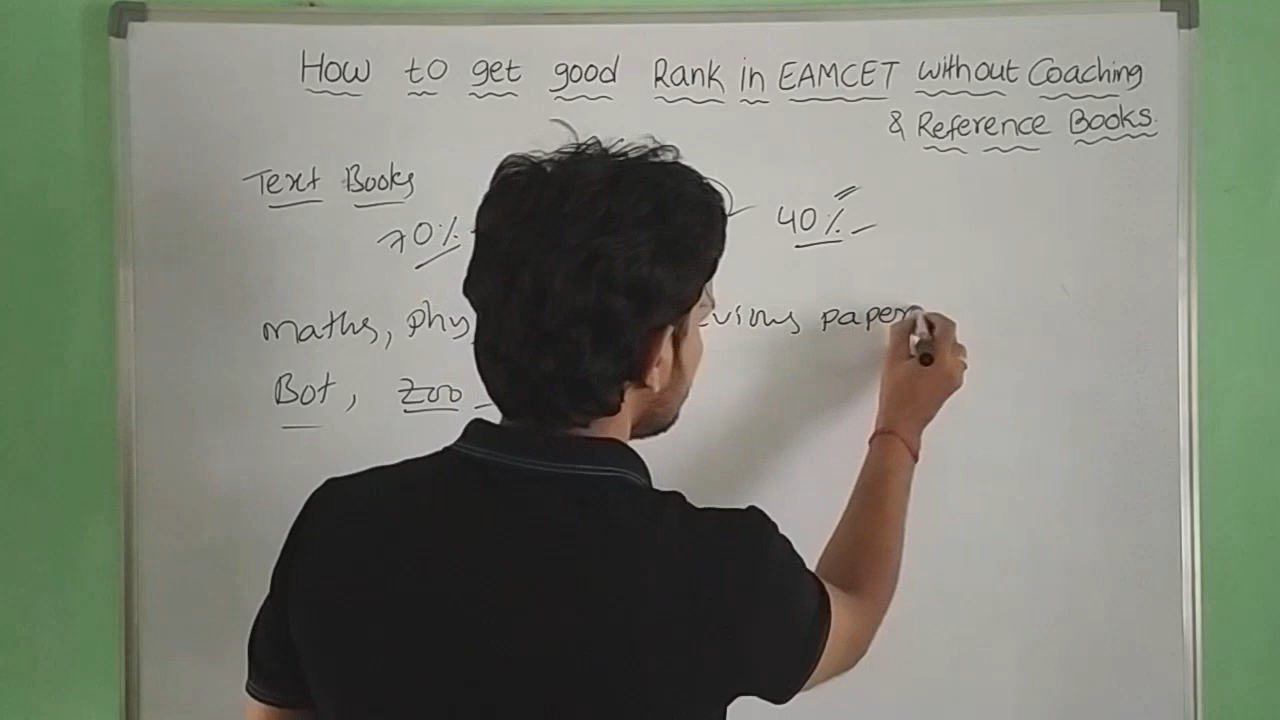 How to get good Rank in EAMCET without Coaching
& Reference Books.
Text Books
70% 40%
maths, phy vious paper
Bot, Zoo